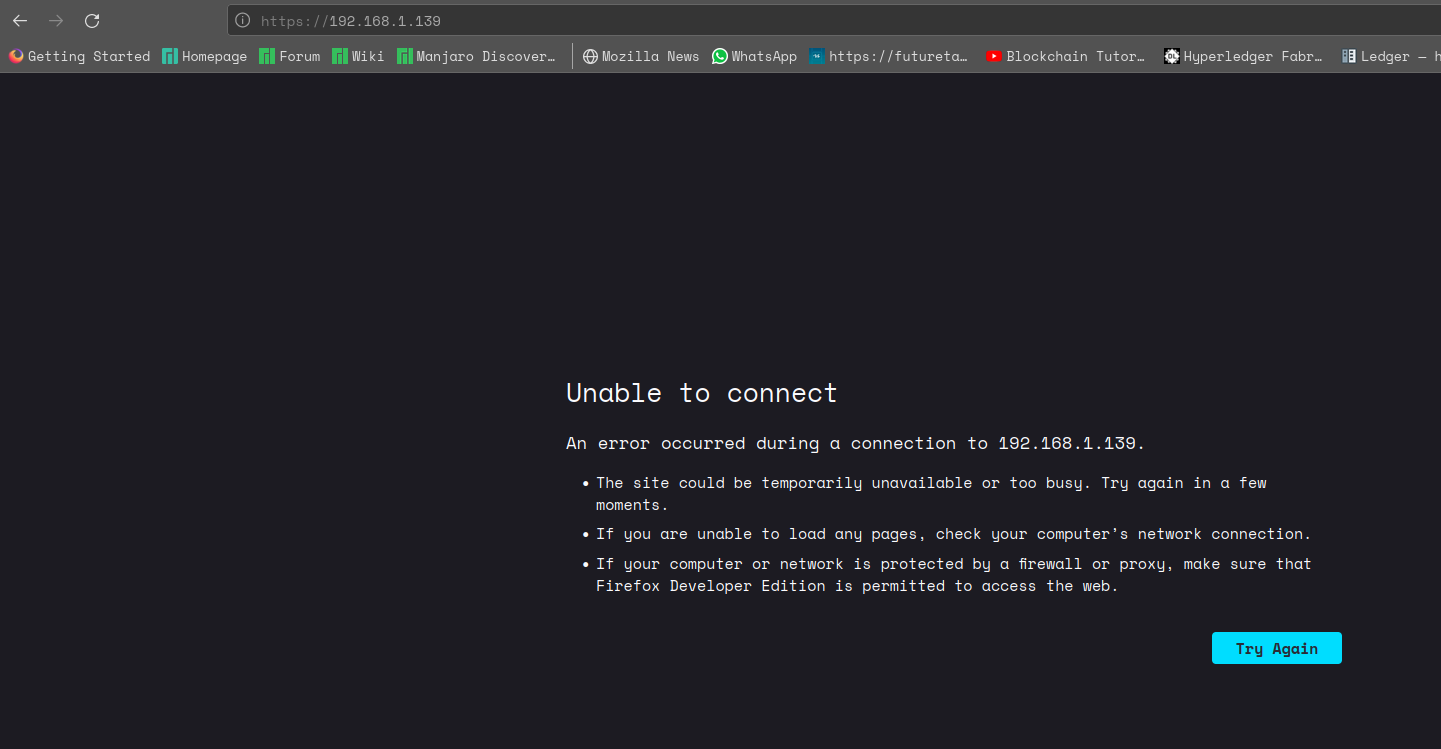 https://192.168.1.139
Getting Started Homepage Forum Wiki Manjaro Discover… Mozilla News WhatsApp https://futureta… Blockchain Tutor… Hyperledger Fabr… Ledger — h
Unable to connect
An error occurred during a connection to 192.168.1.139.
• The site could be temporarily unavailable or too busy. Try again in a few
moments.
• If you are unable to load any pages, check your computer’s network connection.
• If your computer or network is protected by a firewall or proxy, make sure that
Firefox Developer Edition is permitted to access the web.
Try Again